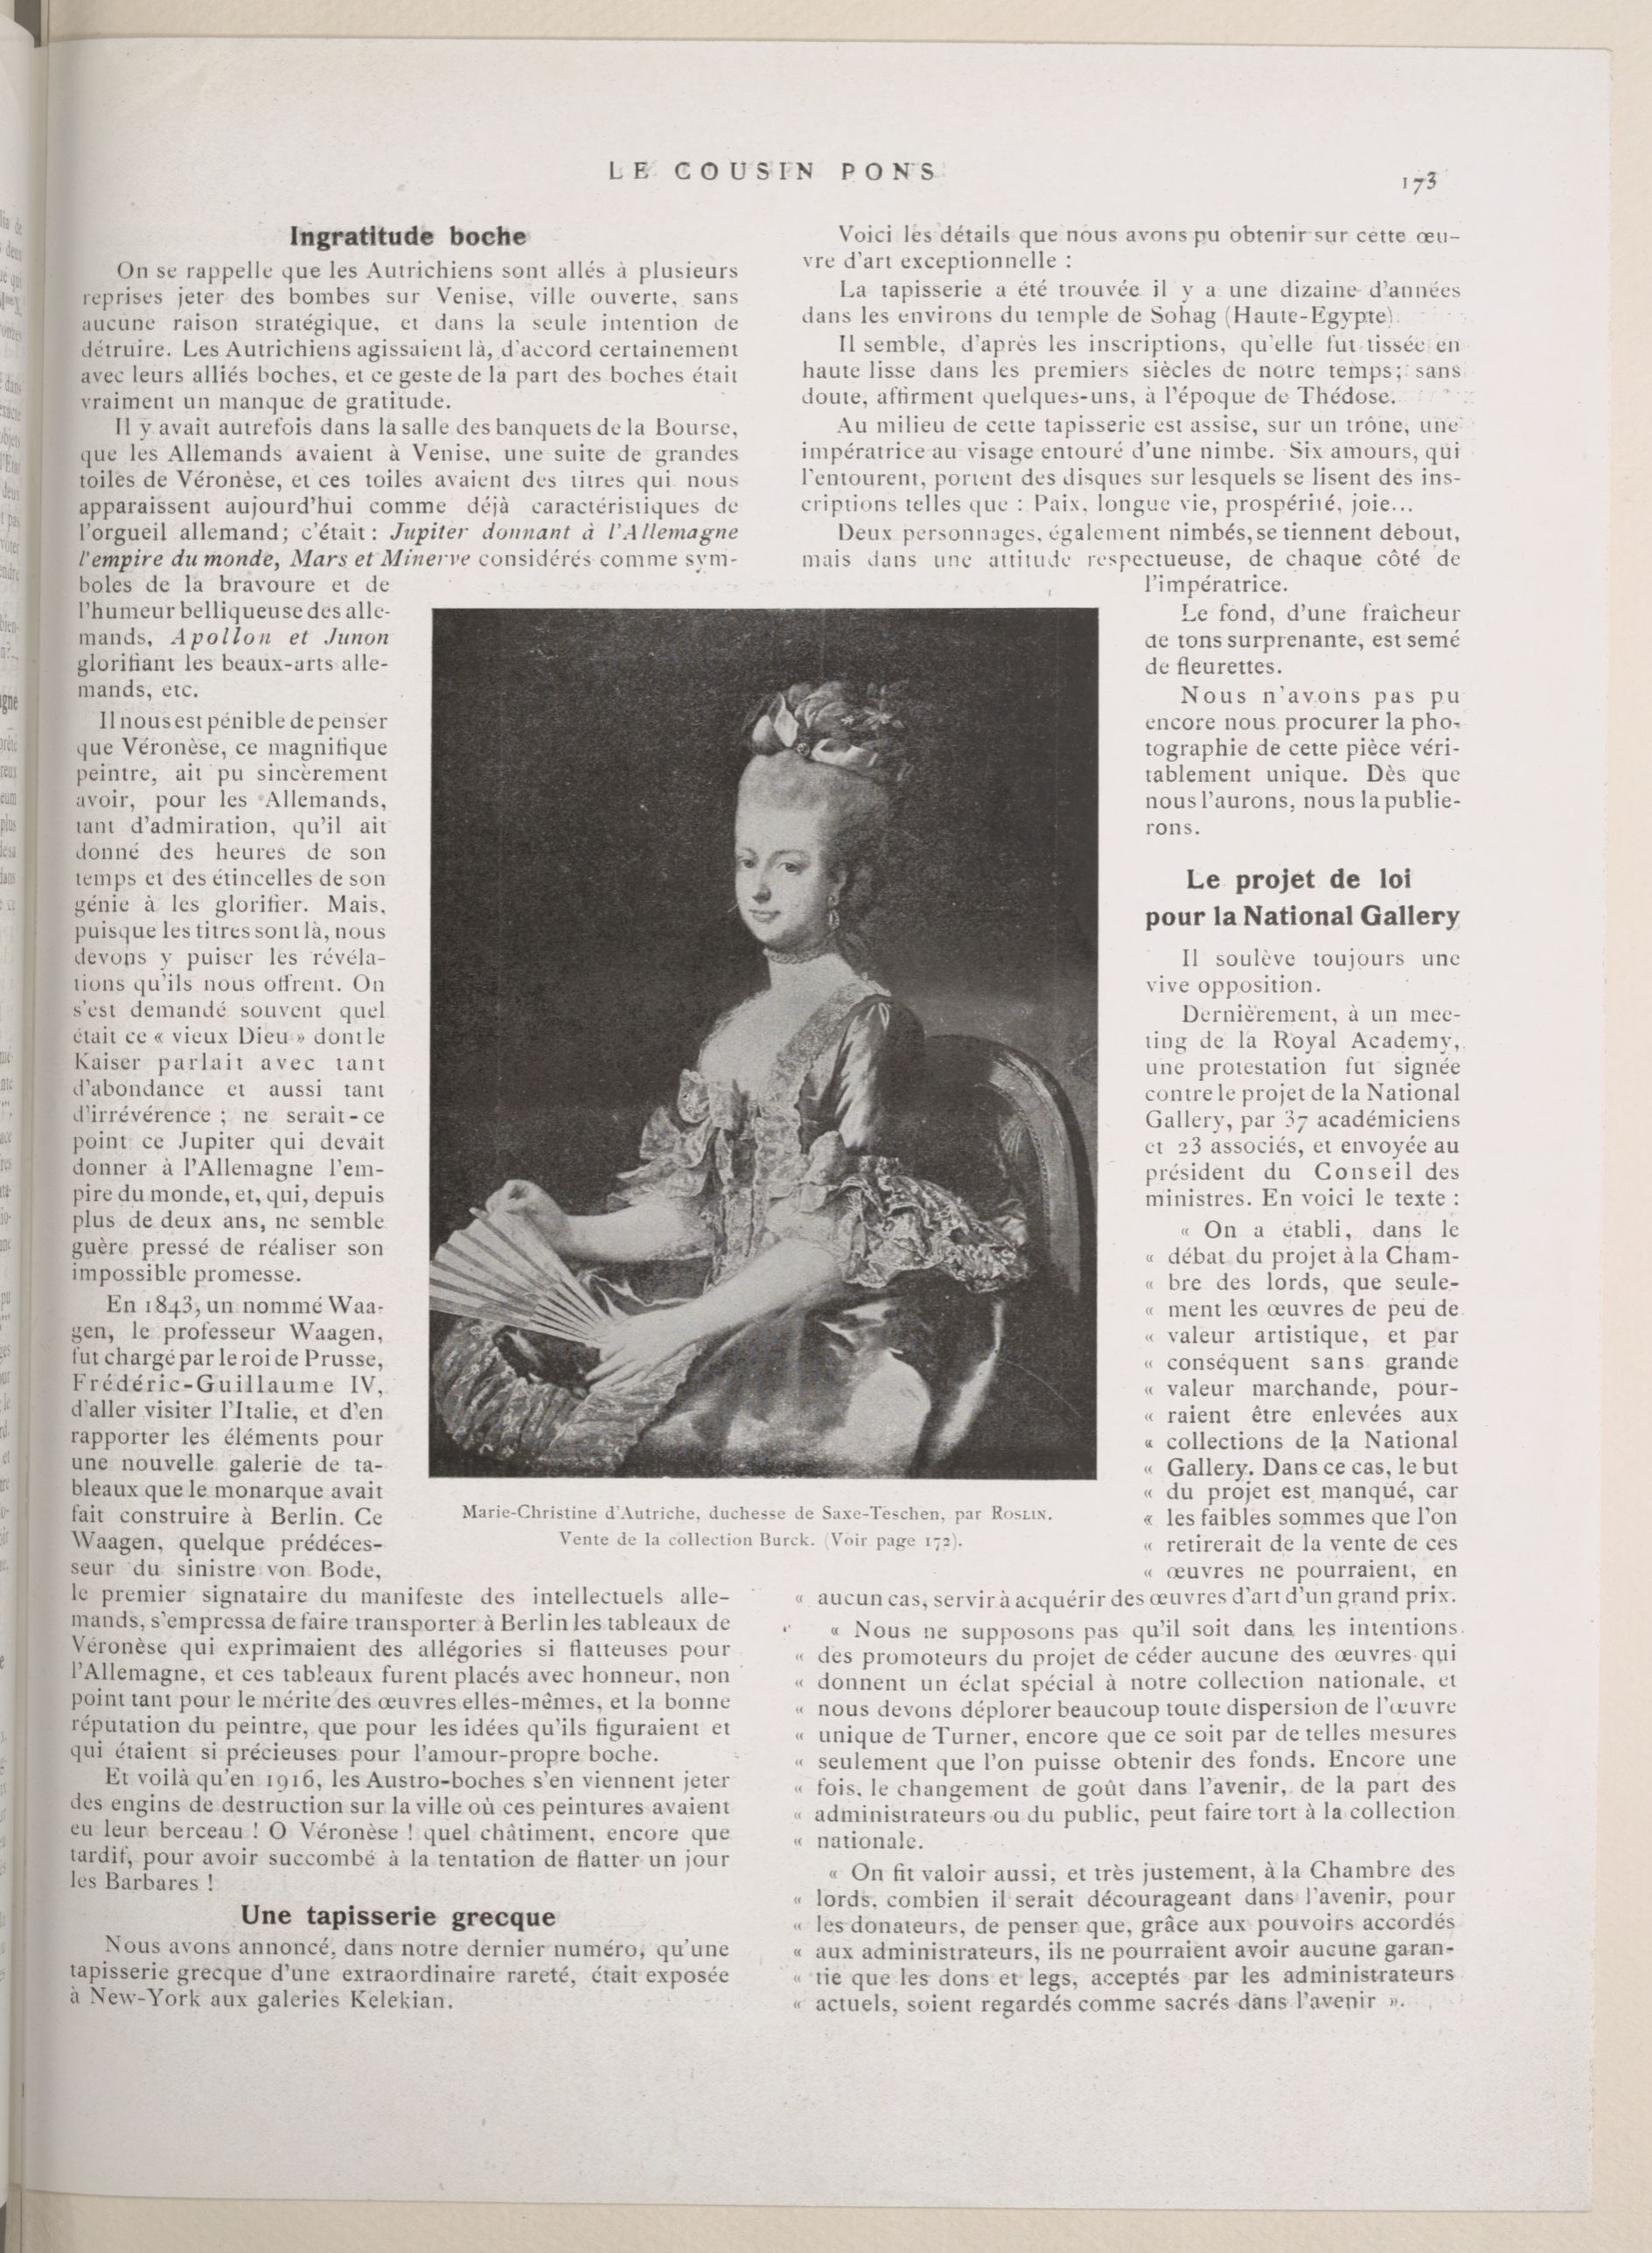 LE COUSIN PONS
173
Ingratitude boche
On se rappelle que les Autrichiens sont allés à plusieurs
reprises jeter des bombes sur Venise, ville ouverte, sans
aucune raison stratégique, et dans la seule intention de
détruire. Les Autrichiens agissaient là, d'accord certainement
avec leurs alliés boches, et ce geste de la part des boches était
vraiment un manque de gratitude.
Il y avait autrefois dans la salle des banquets de la Bourse,
que les Allemands avaient à Venise, une suite de grandes
toiles de Véronèse, et ces toiles avaient des titres qui nous
apparaissent aujourd'hui comme déjà caractéristiques de
l'orgueil allemand; c'était : Jupiter donnant à l'Allemagne
l'empire du monde, Mars et Minerve considérés comme sym-
boles de la bravoure et de
l'humeur belliqueuse des alle-
mands, Apollon et Junon
glorifiant les beaux-arts alle-
mands, etc.
Il nous est pénible de penser
que Véronèse, ce magnifique
peintre, ait pu sincèrement
avoir, pour les Allemands,
tant d'admiration, qu'il ait
donné des heures de son
temps et des étincelles de son
génie à les glorifier. Mais,
puisque les titres sont là, nous
devons y puiser les révéla-
tions qu'ils nous offrent. On
s'est demandé souvent quel
était ce « vieux Dieu » dont le
Kaiser parlait avec tant
d'abondance et aussi tant
d'irrévérence ; ne serait-ce
point ce Jupiter qui devait
donner à l'Allemagne l'em-
pire du monde, et, qui, depuis
plus de deux ans, ne semble
guère pressé de réaliser son
impossible promesse.
En 1843, un nommé Waa-
gen, le professeur Waagen,
fut chargé par le roi de Prusse,
Frédéric-Guillaume IV,
d'aller visiter l'Italie, et d'en
rapporter les éléments pour
une nouvelle galerie de ta-
bleaux que le monarque avait
fait construire à Berlin. Ce
Waagen, quelque prédéces-
seur du sinistre von Bode,
le premier signataire du manifeste des intellectuels alle-
mands, s'empressa de faire transporter à Berlin les tableaux de
Véronèse qui exprimaient des allégories si flatteuses pour
l'Allemagne, et ces tableaux furent placés avec honneur, non
point tant pour le mérite des œuvres elles-mêmes, et la bonne
réputation du peintre, que pour les idées qu'ils figuraient et
qui étaient si précieuses pour l'amour-propre boche.
Et voilà qu'en 1916, les Austro-boches s'en viennent jeter
des engins de destruction sur la ville où ces peintures avaient
eu leur berceau ! O Véronèse ! quel châtiment, encore que
tardif, pour avoir succombé à la tentation de flatter un jour
les Barbares !
Une tapisserie grecque
Nous avons annoncé, dans notre dernier numéro, qu'une
tapisserie grecque d'une extraordinaire rareté, était exposée
à New-York aux galeries Kelekian.
Marie-Christine d'Autriche, duchesse de Saxe-Teschen, par ROSLIN.
Vente de la collection Burck. (Voir page 172).
Voici les détails que nous avons pu obtenir sur cette œu-
vre d'art exceptionnelle :
La tapisserie a été trouvée il y a une dizaine d'années
dans les environs du temple de Sohag (Haute-Egypte).
Il semble, d'après les inscriptions, qu'elle fut tissée en
haute lisse dans les premiers siècles de notre temps; sans
doute, affirment quelques-uns, à l'époque de Thédose.
Au milieu de cette tapisserie est assise, sur un trône, une
impératrice au visage entouré d'une nimbe. Six amours, qui
l'entourent, portent des disques sur lesquels se lisent des ins-
criptions telles que : Paix, longue vie, prospérité, joie...
Deux personnages, également nimbés, se tiennent debout,
mais dans une attitude respectueuse, de chaque côté de
l'impératrice.
Le fond, d'une fraîcheur
de tons surprenante, est semé
de fleurettes.
Nous n'avons pas pu
encore nous procurer la pho-
tographie de cette pièce véri-
tablement unique. Dès que
nous l'aurons, nous la publie-
rons.
Le projet de loi
pour la National Gallery
Il soulève toujours une
vive opposition.
Dernièrement, à un mee-
ting de la Royal Academy,
une protestation fut signée
contre le projet de la National
Gallery, par 37 académiciens
et 23 associés, et envoyée au
président du Conseil des
ministres. En voici le texte :
« On a établi, dans le
« débat du projet à la Cham-
« bre des lords, que seule-
« ment les œuvres de peu de
« valeur artistique, et par
« conséquent sans grande
« valeur marchande, pour-
« raient être enlevées aux
« collections de la National
« Gallery. Dans ce cas, le but
« du projet est manqué, car
« les faibles sommes que l'on
« retirerait de la vente de ces
« œuvres ne pourraient, en
« aucun cas, servir à acquérir des œuvres d'art d'un grand prix.
« Nous ne supposons pas qu'il soit dans les intentions
« des promoteurs du projet de céder aucune des œuvres qui
« donnent un éclat spécial à notre collection nationale, et
« nous devons déplorer beaucoup toute dispersion de l'œuvre
« unique de Turner, encore que ce soit par de telles mesures
« seulement que l'on puisse obtenir des fonds. Encore une
« fois, le changement de goût dans l'avenir, de la part des
« administrateurs ou du public, peut faire tort à la collection
« nationale.
« On fit valoir aussi, et très justement, à la Chambre des
« lords, combien il serait décourageant dans l'avenir, pour
« les donateurs, de penser que, grâce aux pouvoirs accordés
« aux administrateurs, ils ne pourraient avoir aucune garan-
« tie que les dons et legs, acceptés par les administrateurs
« actuels, soient regardés comme sacrés dans l'avenir ».